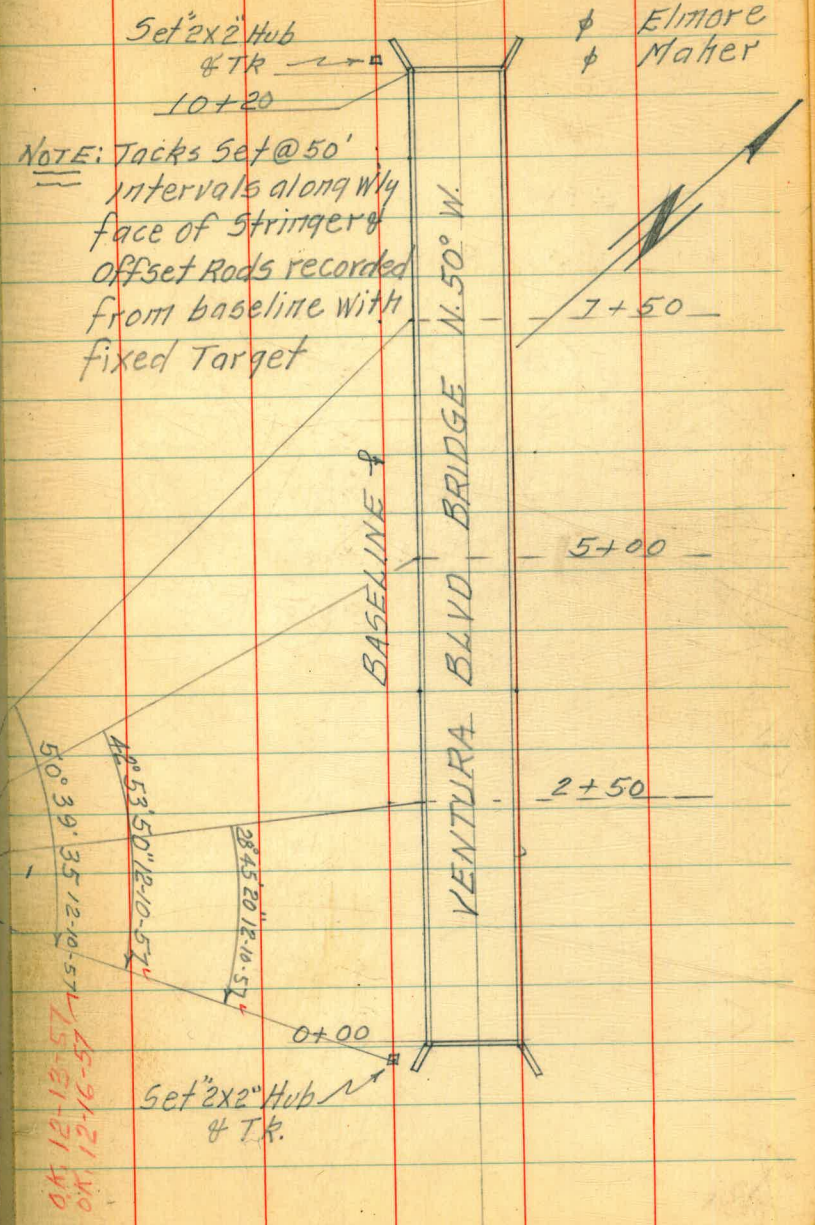 Set 2"x2" Hub
& Tk
10+20
ϕ Elmore
ϕ Maher
NOTE: Tacks Set @ 50'
Intervals along W'ly
face of Stringer &
Offset Rods recorded
from baseline with
fixed Target
N
7+50
5+00
2+50
BASELINE
VENTURA BLVD BRIDGE N.50° W.
50° 39' 35 12-10-57
42° 53' 50" 12-10-57
28° 45' 20" 12-10-57
0+00
Set 2"x2" Hub
& Tk.
OK. 12-13-57
OK. 12-16-57